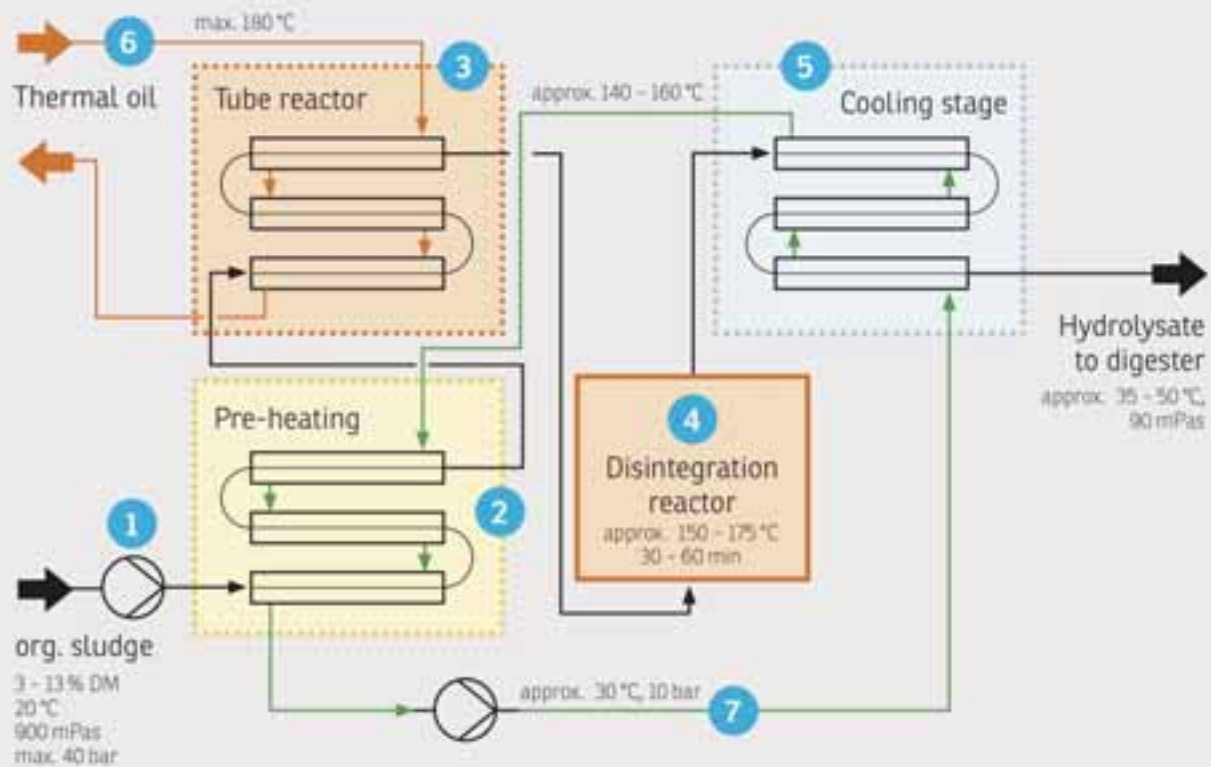 6
max. 180 °C
Thermal oil
3
Tube reactor
approx. 140 – 160 °C
5
Cooling stage
Hydrolysate
to digester
approx. 35 – 50 °C,
90 mPas
Pre-heating
2
4
Disintegration
reactor
approx. 150 – 175 °C
30 – 60 min
1
org. sludge
3 – 13 % DM
20 °C
900 mPas
max. 40 bar
approx. 30 °C, 10 bar
7